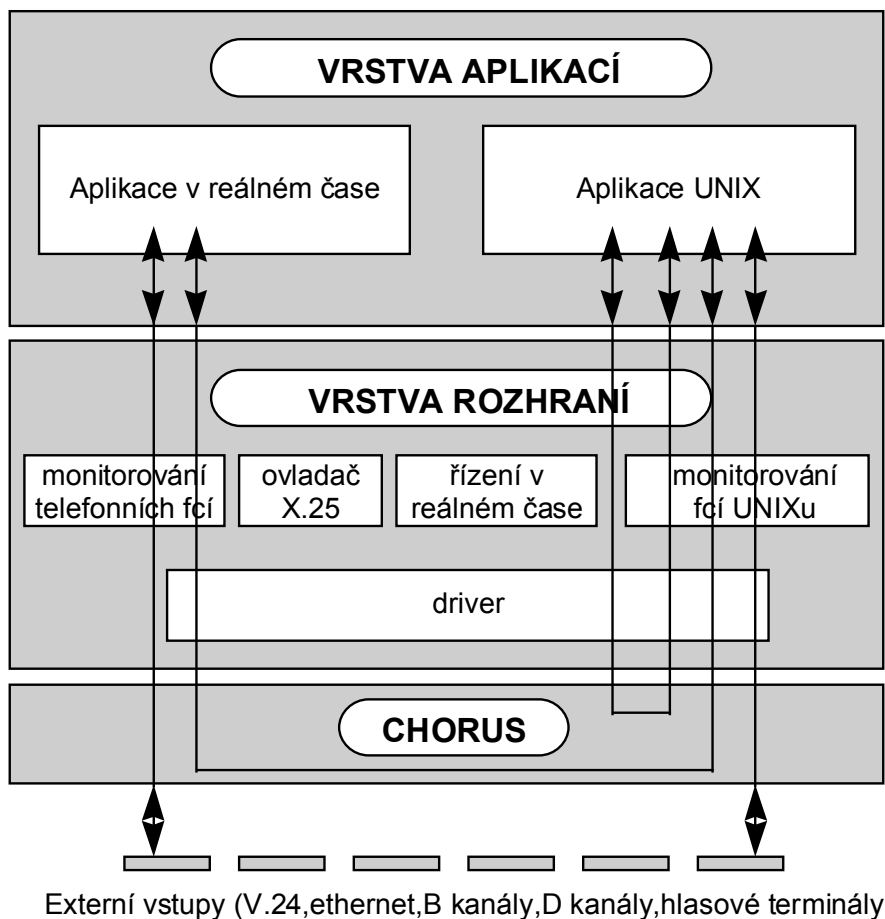 VRSTVA APLIKACÍ
Aplikace v reálném čase
Aplikace UNIX
VRSTVA ROZHRANÍ
monitorování
telefonních fcí
ovladač
X.25
řízení v
reálném čase
monitorování
fcí UNIXu
driver
CHORUS
Externí vstupy (V.24,ethernet,B kanály,D kanály,hlasové terminály